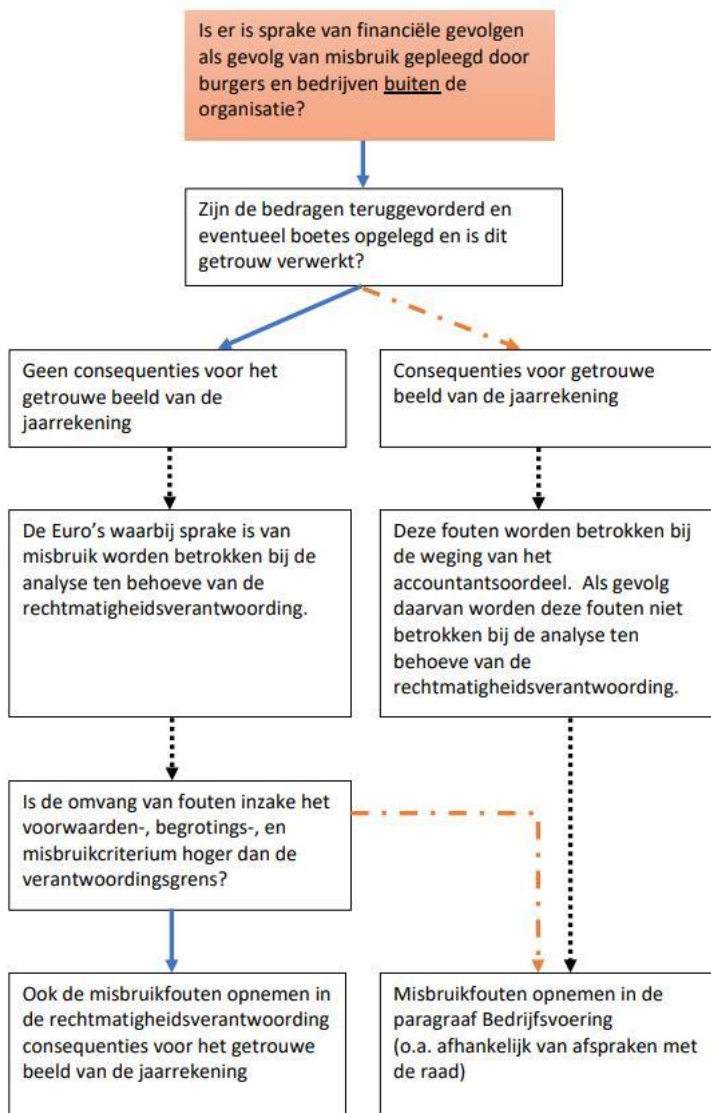 Is er is sprake van financiële gevolgen
als gevolg van misbruik gepleegd door
burgers en bedrijven buiten de
organisatie?
Zijn de bedragen teruggevorderd en
eventueel boetes opgelegd en is dit
getrouw verwerkt?
Geen consequenties voor het
getrouwe beeld van de
jaarrekening
Consequenties voor getrouwe
beeld van de jaarrekening
De Euro’s waarbij sprake is van
misbruik worden betrokken bij de
analyse ten behoeve van de
rechtmatigheidsverantwoording.
Deze fouten worden betrokken bij
de weging van het
accountantsoordeel.  Als gevolg
daarvan worden deze fouten niet
betrokken bij de analyse ten
behoeve van de
rechtmatigheidsverantwoording.
Is de omvang van fouten inzake het
voorwaarden-, begrotings-, en
misbruikcriterium hoger dan de
verantwoordingsgrens?
Ook de misbruikfouten opnemen in
de rechtmatigheidsverantwoording
consequenties voor het getrouwe
beeld van de jaarrekening
Misbruikfouten opnemen in de
paragraaf Bedrijfsvoering
(o.a. afhankelijk van afspraken met
de raad)